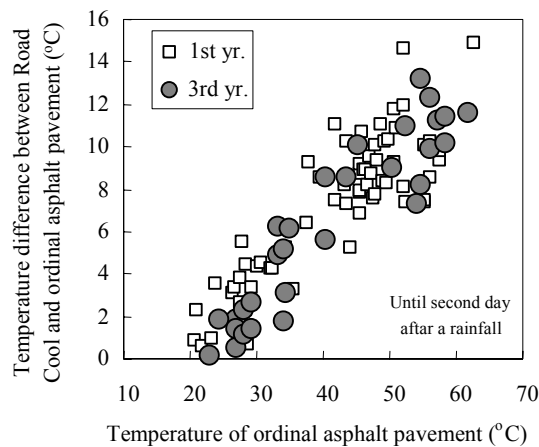 Temperature difference between Road
Cool and ordinal asphalt pavement (°C)
16
14
12
10
8
6
4
2
0
1st yr.
3rd yr.
Until second day
aftar a rainfall
10
20
30
40
50
60
70
Temperature of ordinal asphalt pavement (°C)